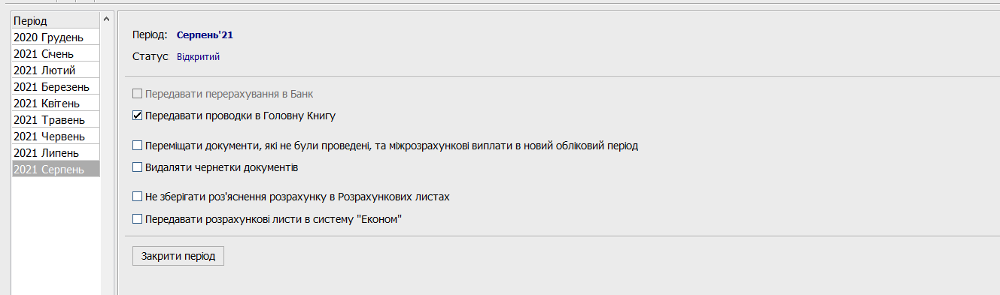 Період
2020 Грудень
2021 Січень
2021 Лютий
2021 Березень
2021 Квітень
2021 Травень
2021 Червень
2021 Липень
2021 Серпень
Період: Серпень'21
Статус: Відкритий
Передавати перерахування в Банк
Передавати проводки в Головну Книгу
Переміщати документи, які не були проведені, та міжрозрахункові виплати в новий обліковий період
Видаляти чернетки документів
Не зберігати роз'яснення розрахунку в Розрахункових листах
Передавати розрахункові листи в систему "Економ"
Закрити період